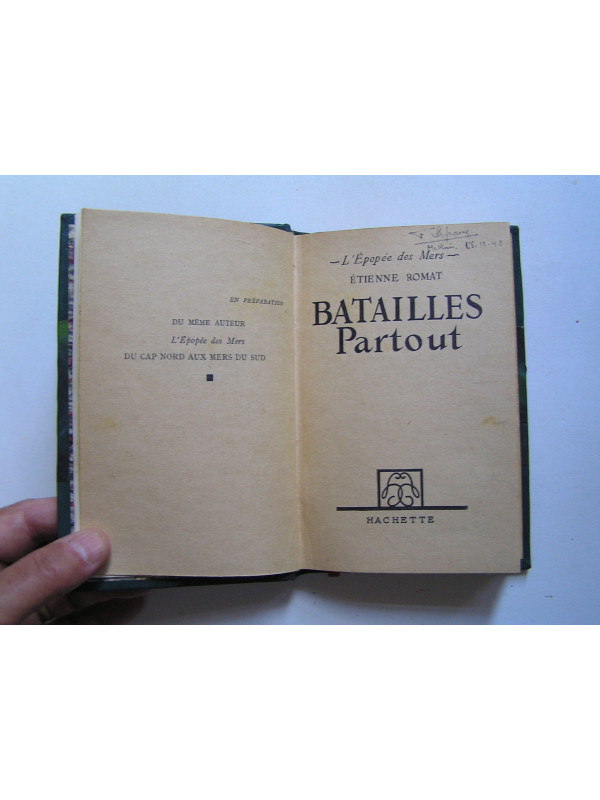 EN PRÉPARATION
DU MÊME AUTEUR
L'Épopée des Mers
DU CAP NORD AUX MERS DU SUD
— L'Épopée des Mers —
ÉTIENNE ROMAT
BATAILLES
Partout
HACHETTE